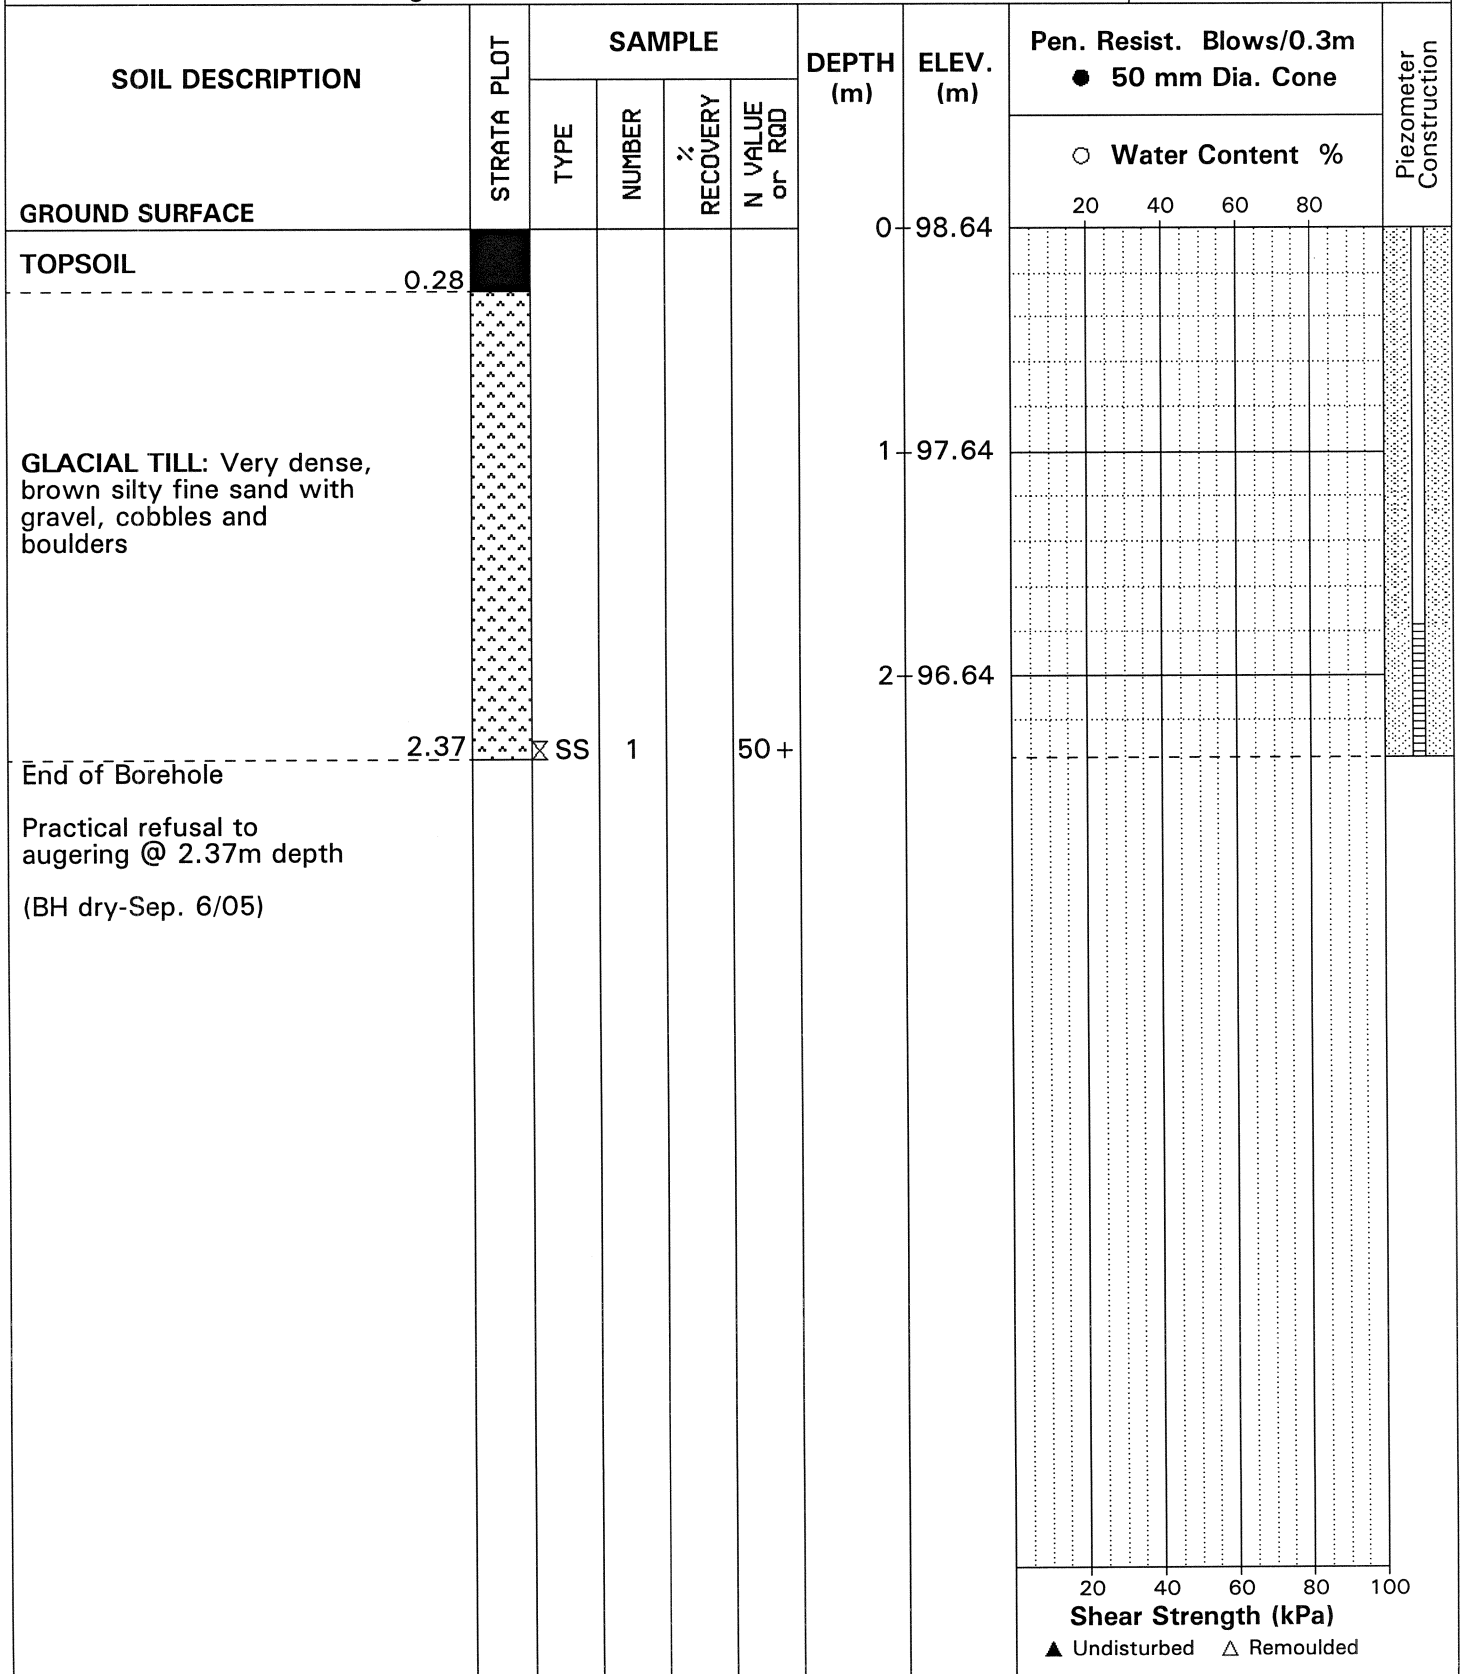 SOIL DESCRIPTION
GROUND SURFACE
STRATA PLOT
SAMPLE
TYPE
NUMBER
%
RECOVERY
N VALUE
or RQD
DEPTH
(m)
ELEV.
(m)
Pen. Resist. Blows/0.3m
● 50 mm Dia. Cone
○ Water Content %
20 40 60 80
Piezometer
Construction
0 98.64
TOPSOIL
0.28
1 97.64
GLACIAL TILL: Very dense,
brown silty fine sand with
gravel, cobbles and
boulders
2 96.64
2.37 SS 1 50+
End of Borehole
Practical refusal to
augering @ 2.37m depth
(BH dry-Sep. 6/05)
20 40 60 80 100
Shear Strength (kPa)
▲ Undisturbed △ Remoulded